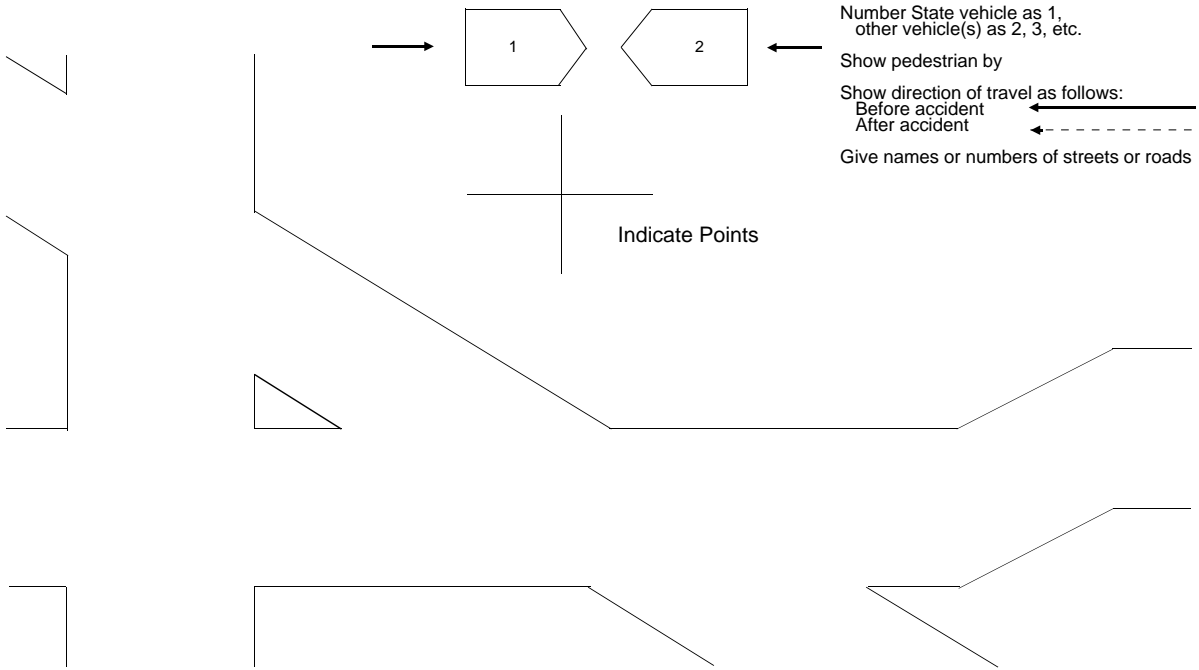 1
2
Number State vehicle as 1,
other vehicle(s) as 2, 3, etc.
Show pedestrian by
Show direction of travel as follows:
Before accident
After accident
Give names or numbers of streets or roads
Indicate Points